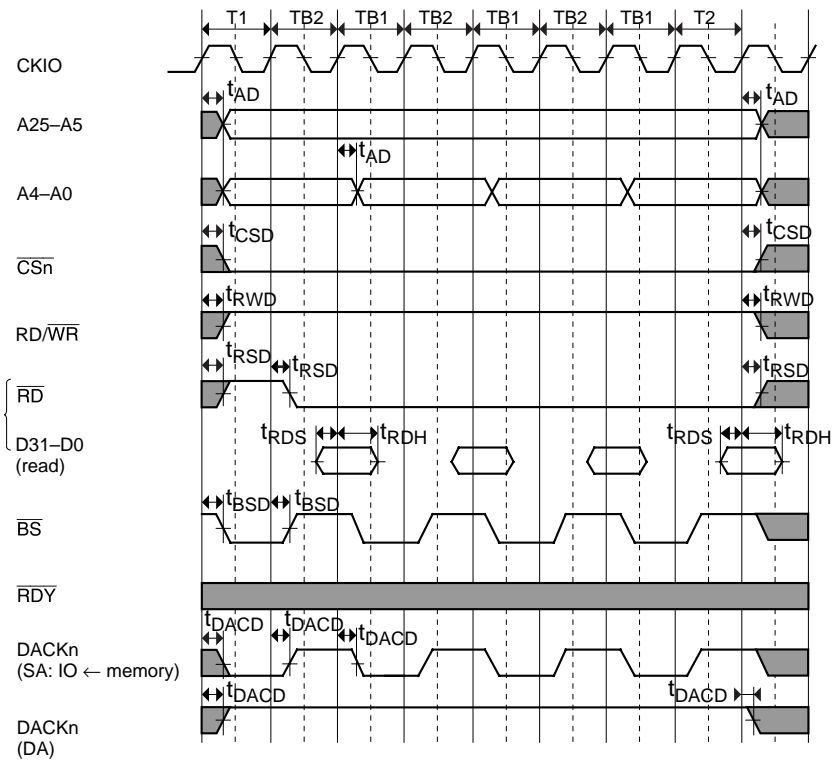 T1 TB2 TB1 TB2 TB1 TB2 TB1 T2
CKIO
tAD tAD
A25–A5
tAD
A4–A0
tCSD tCSD
CSn
tRWD tRWD
RD/WR
tRSD tRSD tRSD
RD
tRDS tRDH tRDS tRDH
D31–D0
(read)
tBSD tBSD
BS
RDY
tDACD tDACD tDACD
DACKn
(SA: IO ← memory)
tDACD tDACD
DACKn
(DA)